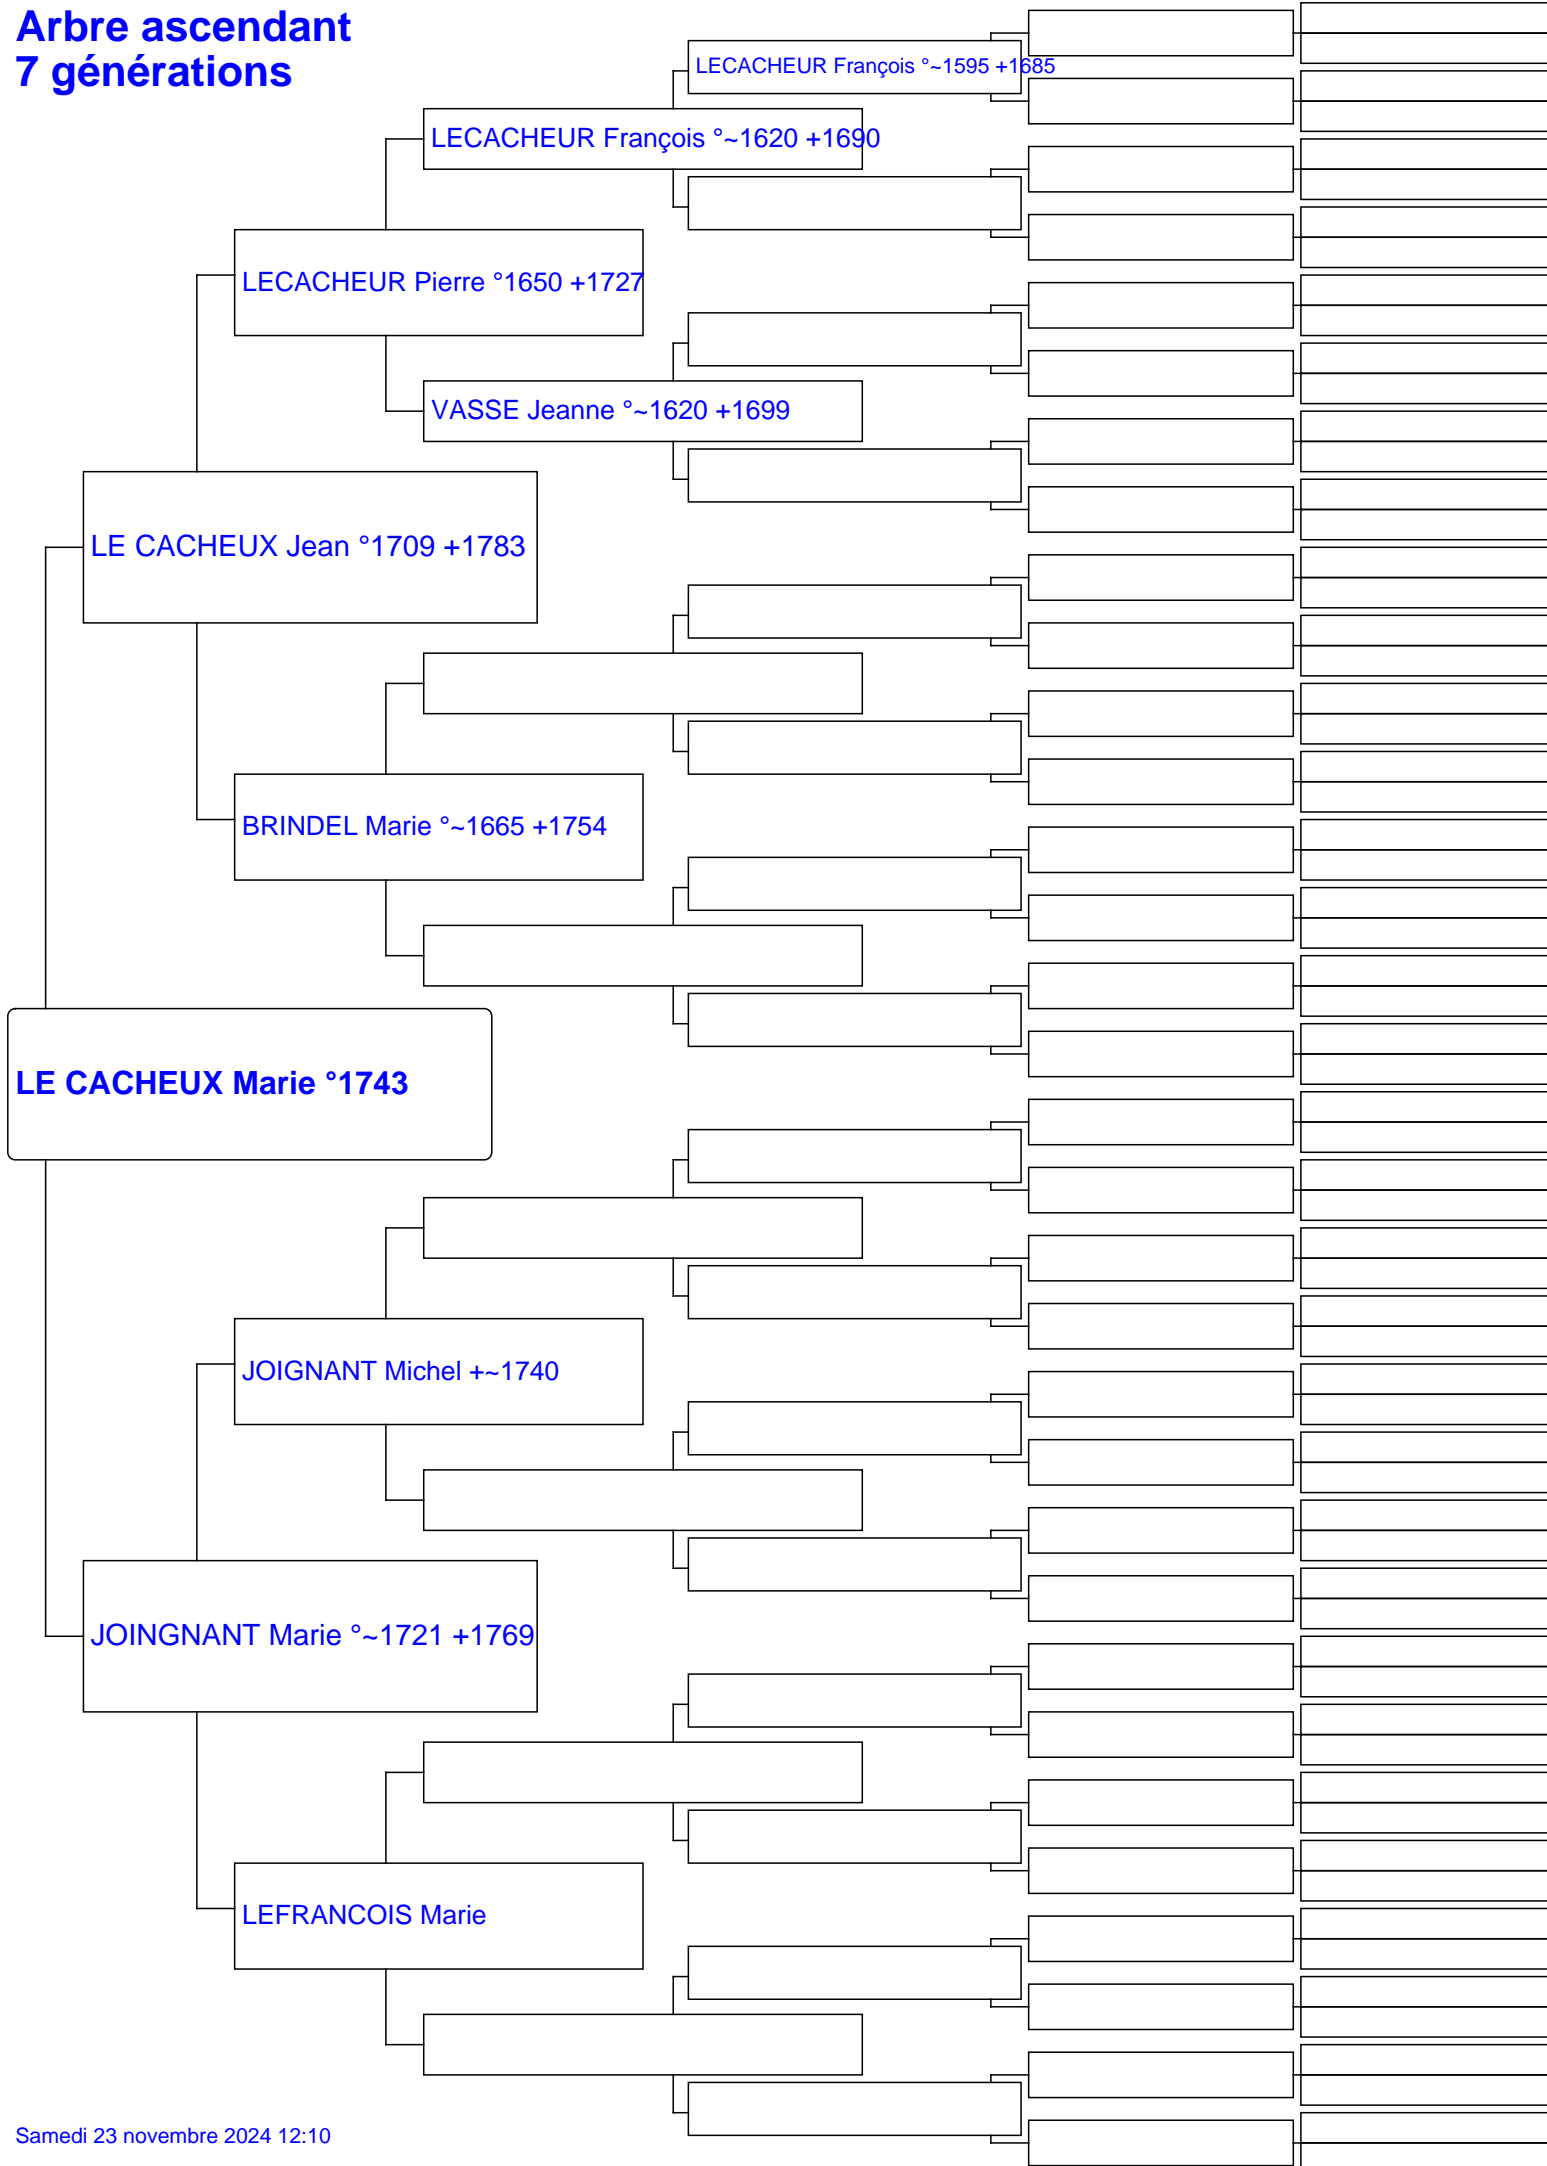 Arbre ascendant
7 générations
LECACHEUR François °~1595 +1685
LECACHEUR François °~1620 +1690
LECACHEUR Pierre °1650 +1727
VASSE Jeanne °~1620 +1699
LE CACHEUX Jean °1709 +1783
BRINDEL Marie °~1665 +1754
LE CACHEUX Marie °1743
JOIGNANT Michel +~1740
JOINGNANT Marie °~1721 +1769
LEFRANCOIS Marie
Samedi 23 novembre 2024 12:10